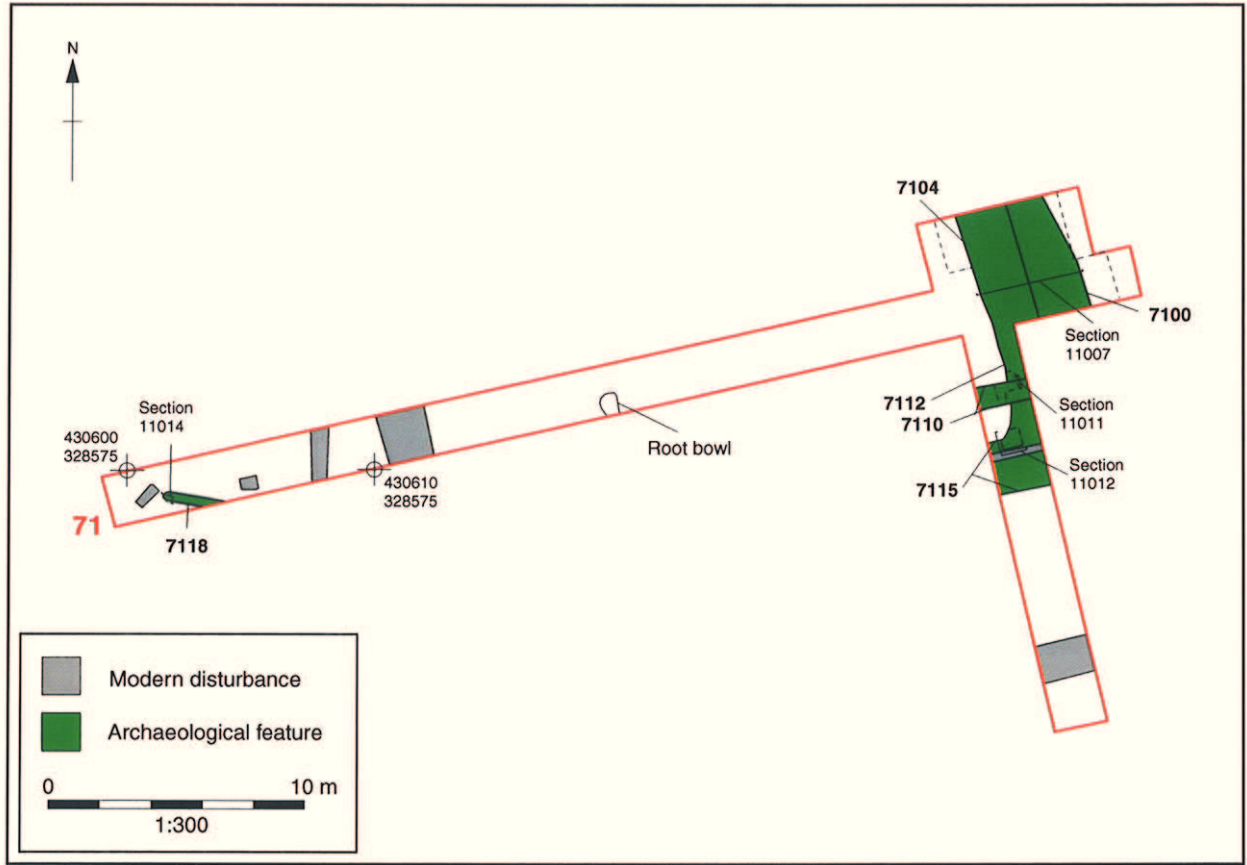 N
7104
7100
Section
11007
7112
7110
Section
11011
Root bowl
Section
11012
7115
Section
11014
430600
328575
430610
328575
71
7118
Modern disturbance
Archaeological feature
0 10 m
1:300